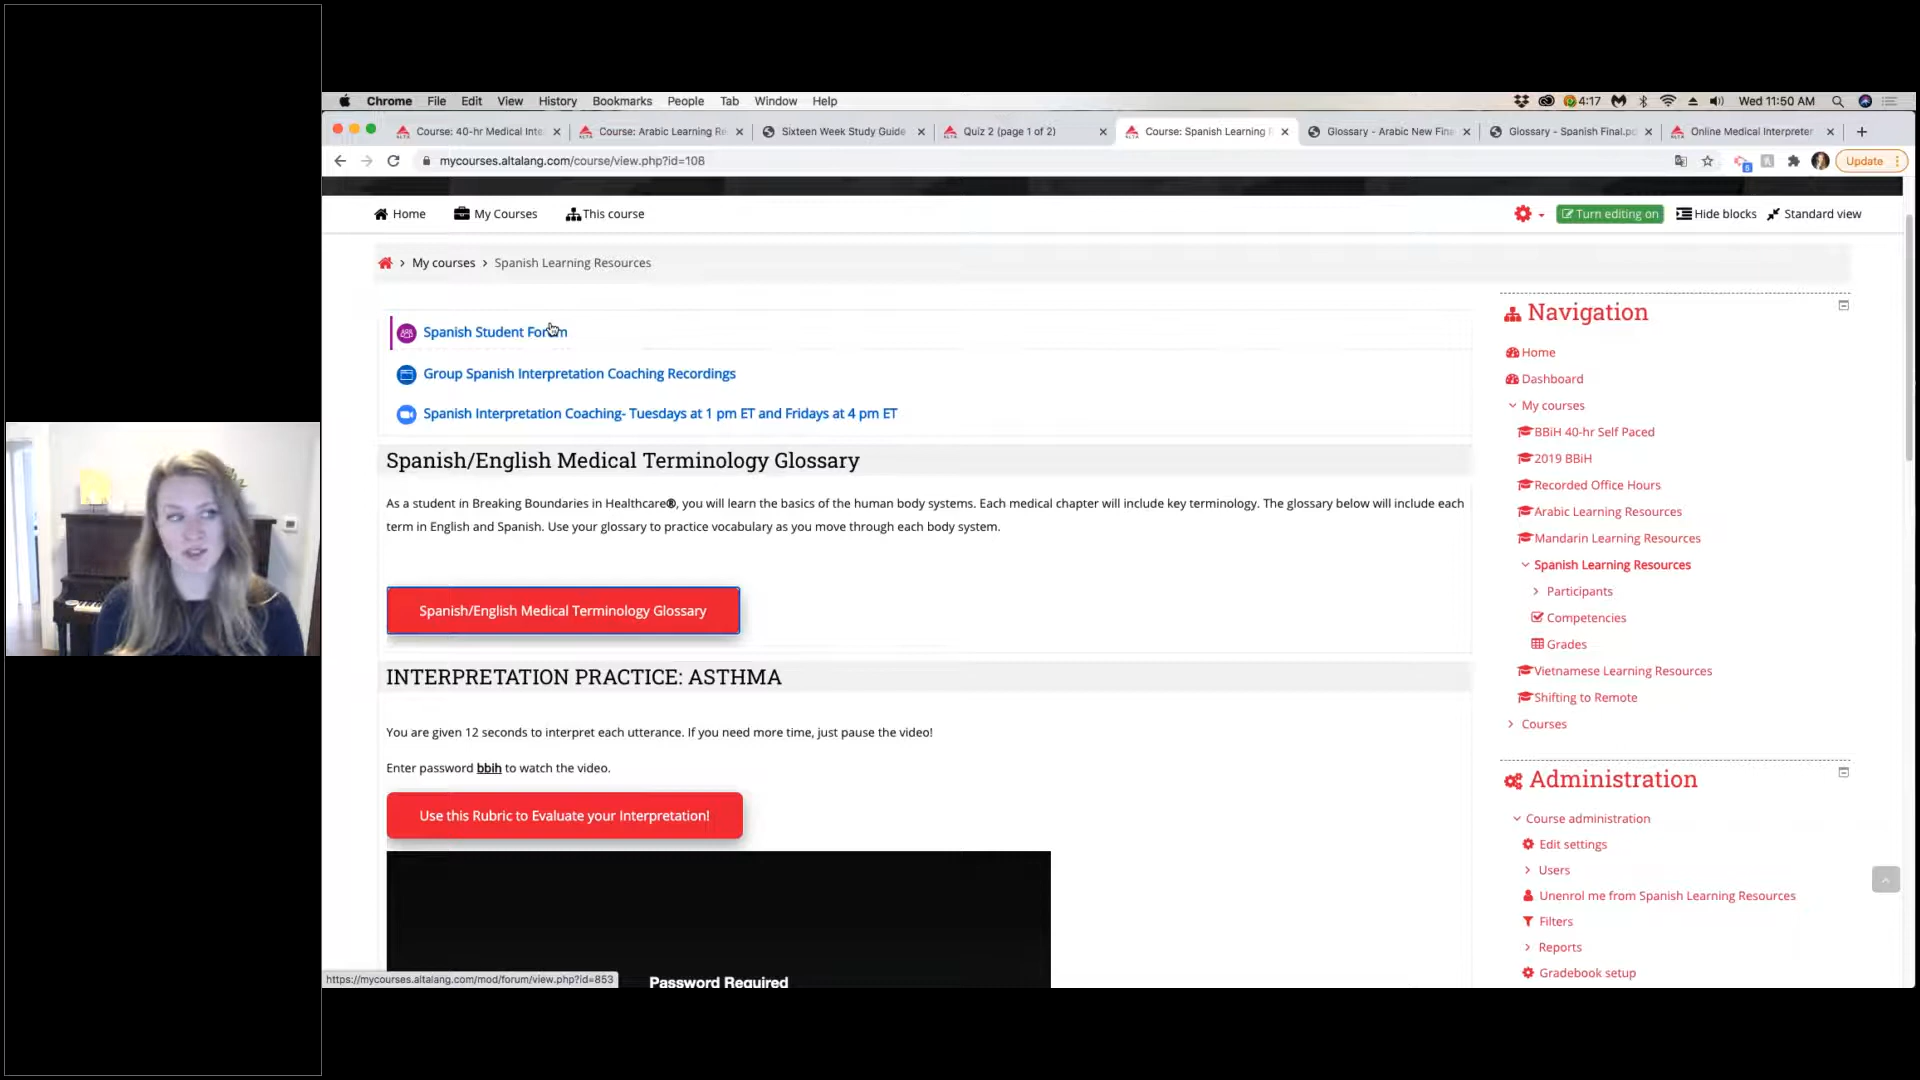 Chrome File Edit View History Bookmarks People Tab Window Help
4:17 Wed 11:50 AM
Course: 40-hr Medical Inte
Course: Arabic Learning Re
Sixteen Week Study Guide
Quiz 2 (page 1 of 2)
Course: Spanish Learning R
Glossary - Arabic New Fina
Glossary - Spanish Final.pd
Online Medical Interpreter
mycourses.altalang.com/course/view.php?id=108
Update
Home My Courses This course
Turn editing on Hide blocks Standard view
My courses Spanish Learning Resources
Spanish Student Forum
Group Spanish Interpretation Coaching Recordings
Spanish Interpretation Coaching- Tuesdays at 1 pm ET and Fridays at 4 pm ET
Spanish/English Medical Terminology Glossary
As a student in Breaking Boundaries in Healthcare®, you will learn the basics of the human body systems. Each medical chapter will include key terminology. The glossary below will include each
term in English and Spanish. Use your glossary to practice vocabulary as you move through each body system.
Spanish/English Medical Terminology Glossary
INTERPRETATION PRACTICE: ASTHMA
You are given 12 seconds to interpret each utterance. If you need more time, just pause the video!
Enter password bbih to watch the video.
Use this Rubric to Evaluate your Interpretation!
Password Required
https://mycourses.altalang.com/mod/forum/view.php?id=853
Navigation
Home
Dashboard
My courses
BBiH 40-hr Self Paced
2019 BBiH
Recorded Office Hours
Arabic Learning Resources
Mandarin Learning Resources
Spanish Learning Resources
Participants
Competencies
Grades
Vietnamese Learning Resources
Shifting to Remote
Courses
Administration
Course administration
Edit settings
Users
Unenrol me from Spanish Learning Resources
Filters
Reports
Gradebook setup